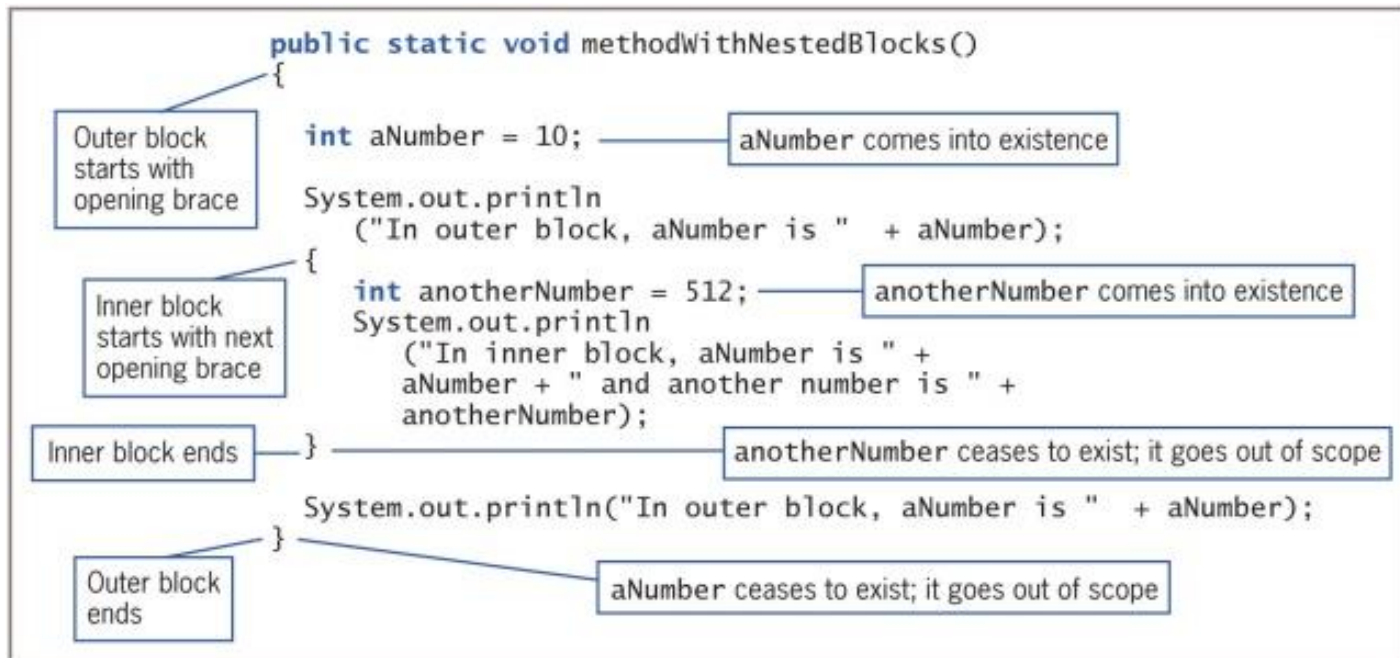 public static void methodWithNestedBlocks()
{
Outer block
starts with
opening brace
int aNumber = 10;
aNumber comes into existence
System.out.println
("In outer block, aNumber is "  + aNumber);
{
Inner block
starts with next
opening brace
int anotherNumber = 512;
anotherNumber comes into existence
System.out.println
("In inner block, aNumber is " +
aNumber + " and another number is " +
anotherNumber);
Inner block ends
}
anotherNumber ceases to exist; it goes out of scope
System.out.println("In outer block, aNumber is "  + aNumber);
}
Outer block
ends
aNumber ceases to exist; it goes out of scope